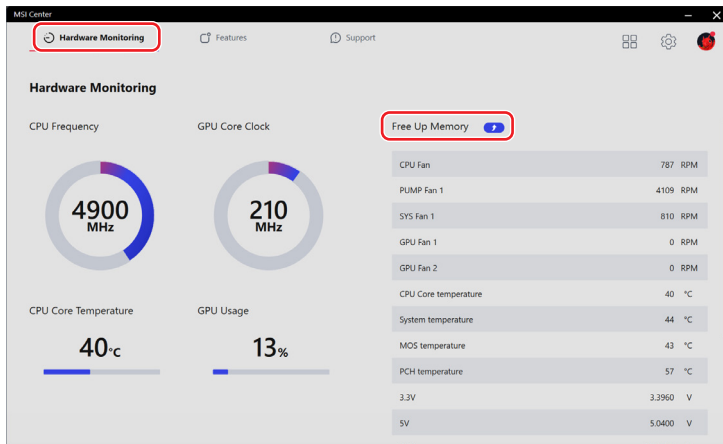 MSI Center
Hardware Monitoring
Features
Support
Hardware Monitoring
CPU Frequency
GPU Core Clock
4900
MHz
210
MHz
CPU Core Temperature
GPU Usage
40°C
13%
Free Up Memory
CPU Fan 787 RPM
PUMP Fan 1 4109 RPM
SYS Fan 1 810 RPM
GPU Fan 1 0 RPM
GPU Fan 2 0 RPM
CPU Core temperature 40 °C
System temperature 44 °C
MOS temperature 43 °C
PCH temperature 57 °C
3.3V 3.3960 V
5V 5.0400 V